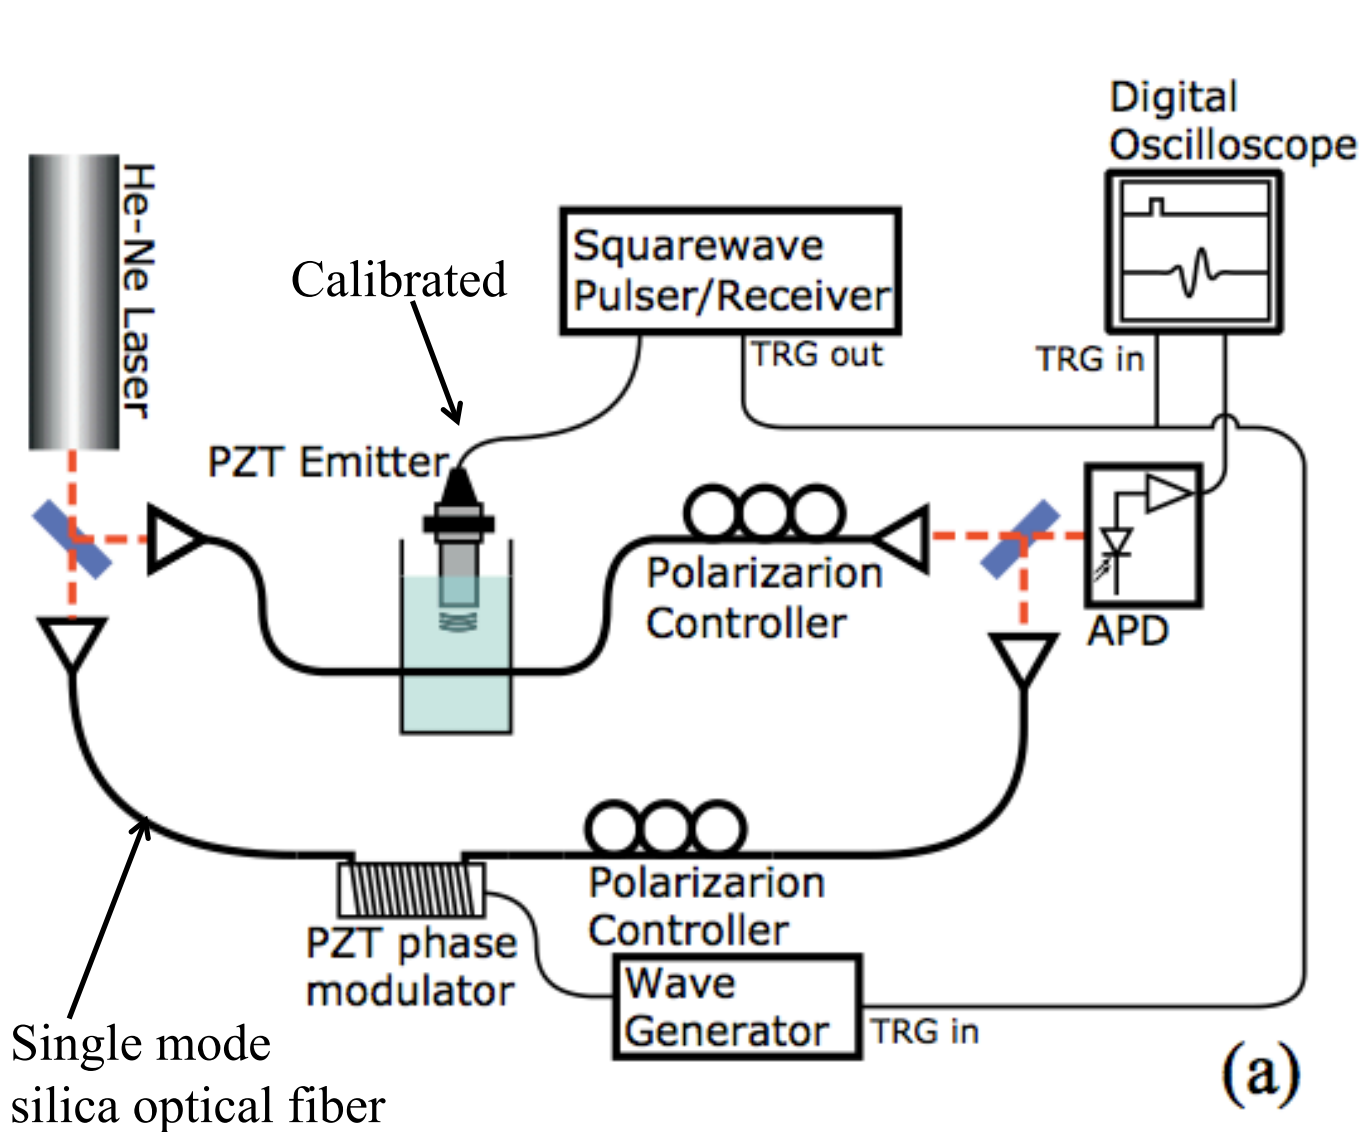 Digital
Oscilloscope
He-Ne Laser
Squarewave
Pulser/Receiver
Calibrated
TRG out
TRG in
PZT Emitter
Polarizarion
Controller
APD
Polarizarion
Controller
PZT phase
modulator
Wave
Generator
TRG in
Single mode
silica optical fiber
(a)